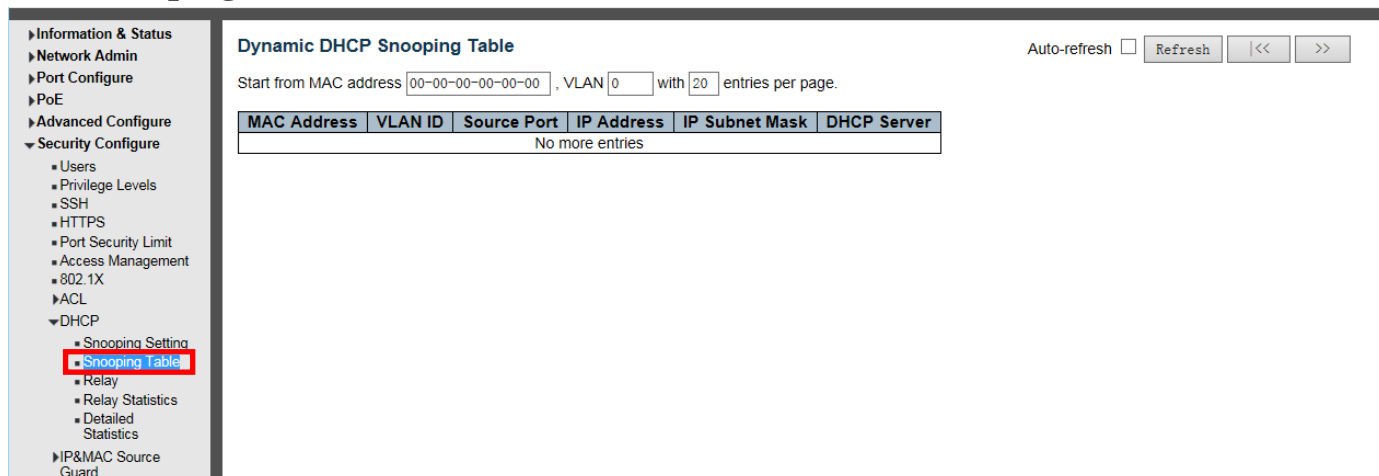 Information & Status
Network Admin
Port Configure
PoE
Advanced Configure
Security Configure
Users
Privilege Levels
SSH
HTTPS
Port Security Limit
Access Management
802.1X
ACL
DHCP
Snooping Setting
Snooping Table
Relay
Relay Statistics
Detailed
Statistics
IP&MAC Source
Guard
Dynamic DHCP Snooping Table
Auto-refresh Refresh |<< >>
Start from MAC address 00-00-00-00-00-00 , VLAN 0 with 20 entries per page.
MAC Address VLAN ID Source Port IP Address IP Subnet Mask DHCP Server
No more entries